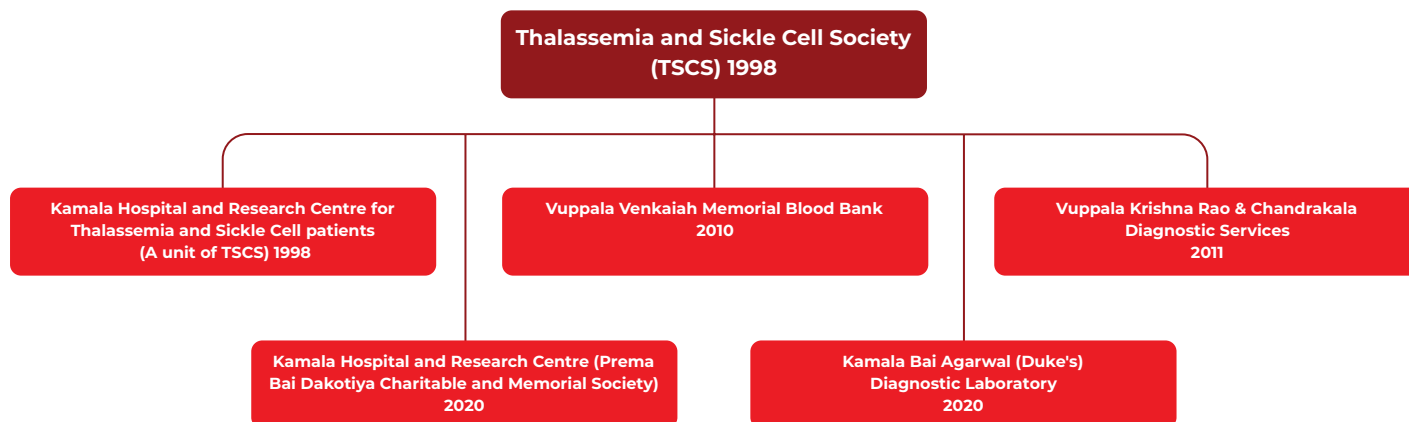 Thalassemia and Sickle Cell Society
(TSCS) 1998
Kamala Hospital and Research Centre for
Thalassemia and Sickle Cell patients
(A unit of TSCS) 1998
Vuppala Venkaiah Memorial Blood Bank
2010
Vuppala Krishna Rao & Chandrakala
Diagnostic Services
2011
Kamala Hospital and Research Centre (Prema
Bai Dakotiya Charitable and Memorial Society)
2020
Kamala Bai Agarwal (Duke's)
Diagnostic Laboratory
2020